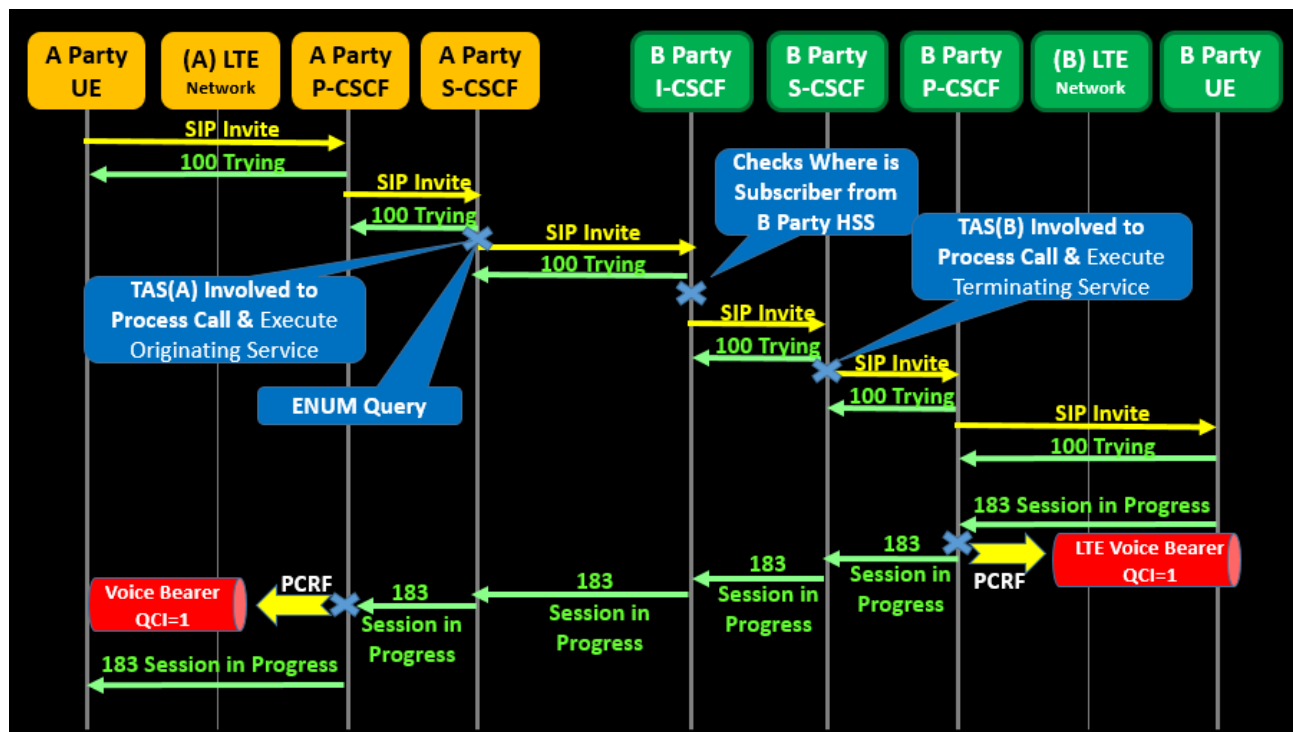 A Party
UE
(A) LTE
Network
A Party
P-CSCF
A Party
S-CSCF
B Party
I-CSCF
B Party
S-CSCF
B Party
P-CSCF
(B) LTE
Network
B Party
UE
SIP Invite
100 Trying
SIP Invite
100 Trying
SIP Invite
100 Trying
Checks Where is
Subscriber from
B Party HSS
TAS(B) Involved to
Process Call & Execute
Terminating Service
TAS(A) Involved to
Process Call & Execute
Originating Service
ENUM Query
SIP Invite
100 Trying
SIP Invite
100 Trying
SIP Invite
100 Trying
183 Session in Progress
LTE Voice Bearer
QCI=1
PCRF
183
Session in
Progress
183
Session in
Progress
183
Session in
Progress
183
Session in
Progress
PCRF
Voice Bearer
QCI=1
183 Session in Progress